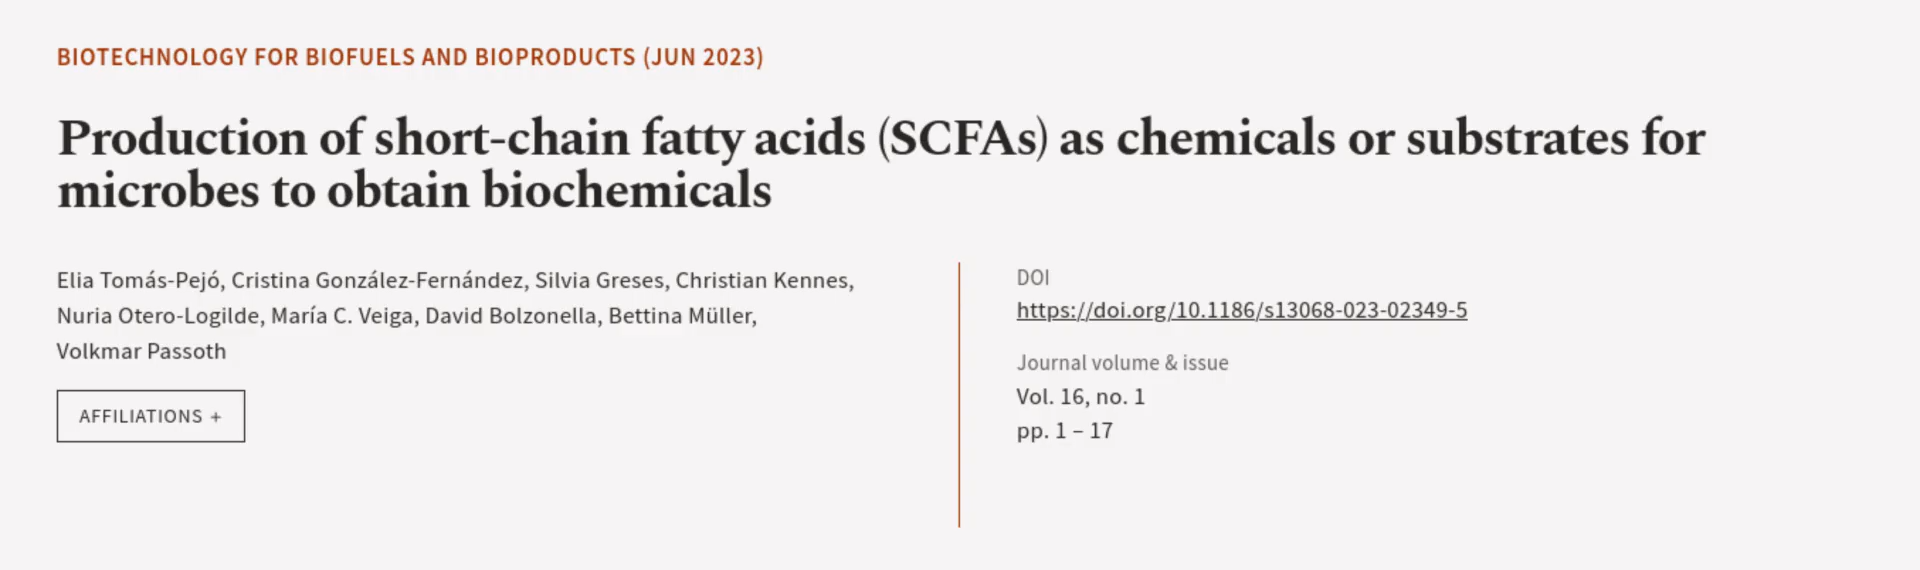 BIOTECHNOLOGY FOR BIOFUELS AND BIOPRODUCTS (JUN 2023)
Production of short-chain fatty acids (SCFAs) as chemicals or substrates for
microbes to obtain biochemicals
Elia Tomás-Pejó, Cristina González-Fernández, Silvia Greses, Christian Kennes,
Nuria Otero-Logilde, María C. Veiga, David Bolzonella, Bettina Müller,
Volkmar Passoth
AFFILIATIONS +
DOI
https://doi.org/10.1186/s13068-023-02349-5
Journal volume & issue
Vol. 16, no. 1
pp. 1 – 17